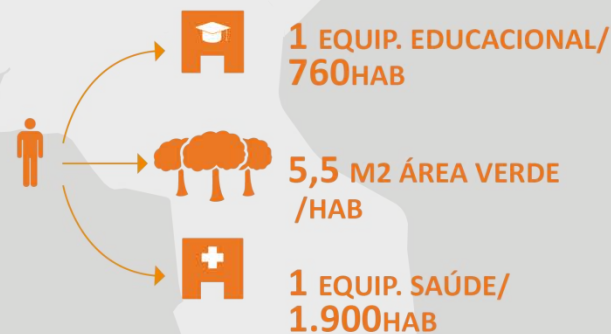 1 EQUIP. EDUCACIONAL/
760HAB
5,5 M2 ÁREA VERDE
/HAB
1 EQUIP. SAÚDE/
1.900HAB